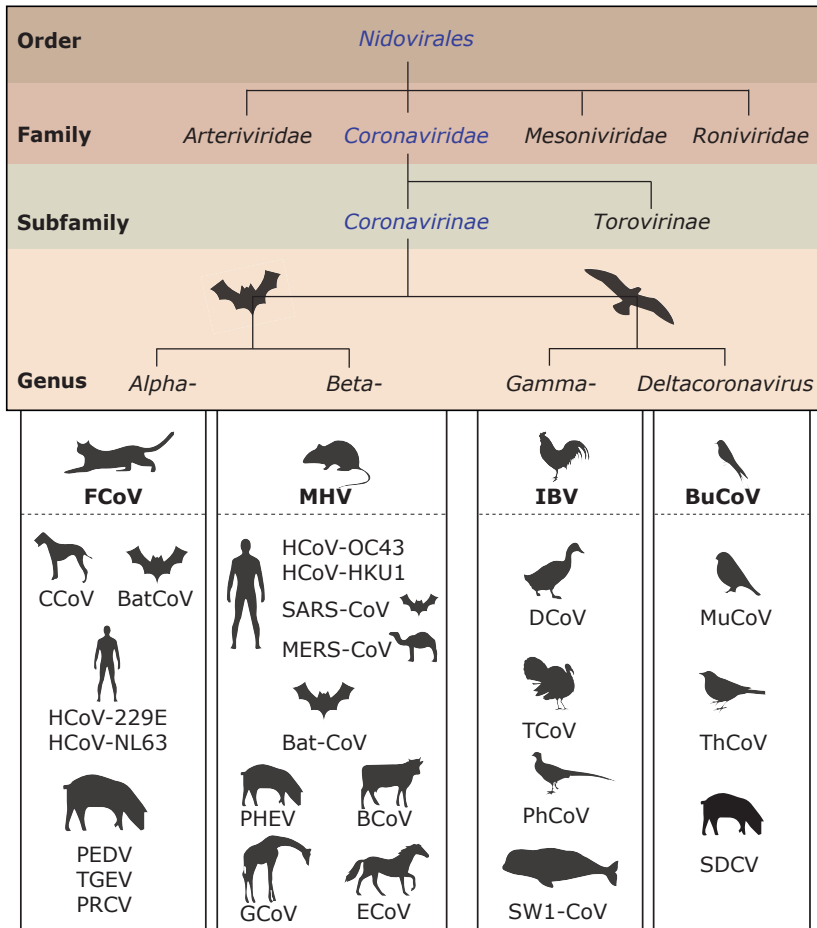 Order
Nidovirales
Family
Arteriviridae
Coronaviridae
Mesoniviridae
Roniviridae
Subfamily
Coronavirinae
Torovirinae
Genus
Alpha-
Beta-
Gamma-
Deltacoronavirus
FCoV
CCoV
BatCoV
HCoV-229E
HCoV-NL63
PEDV
TGEV
PRCV
MHV
HCoV-OC43
HCoV-HKU1
SARS-CoV
MERS-CoV
Bat-CoV
PHEV
BCoV
GCoV
ECoV
IBV
DCoV
TCoV
PhCoV
SW1-CoV
BuCoV
MuCoV
ThCoV
SDCV